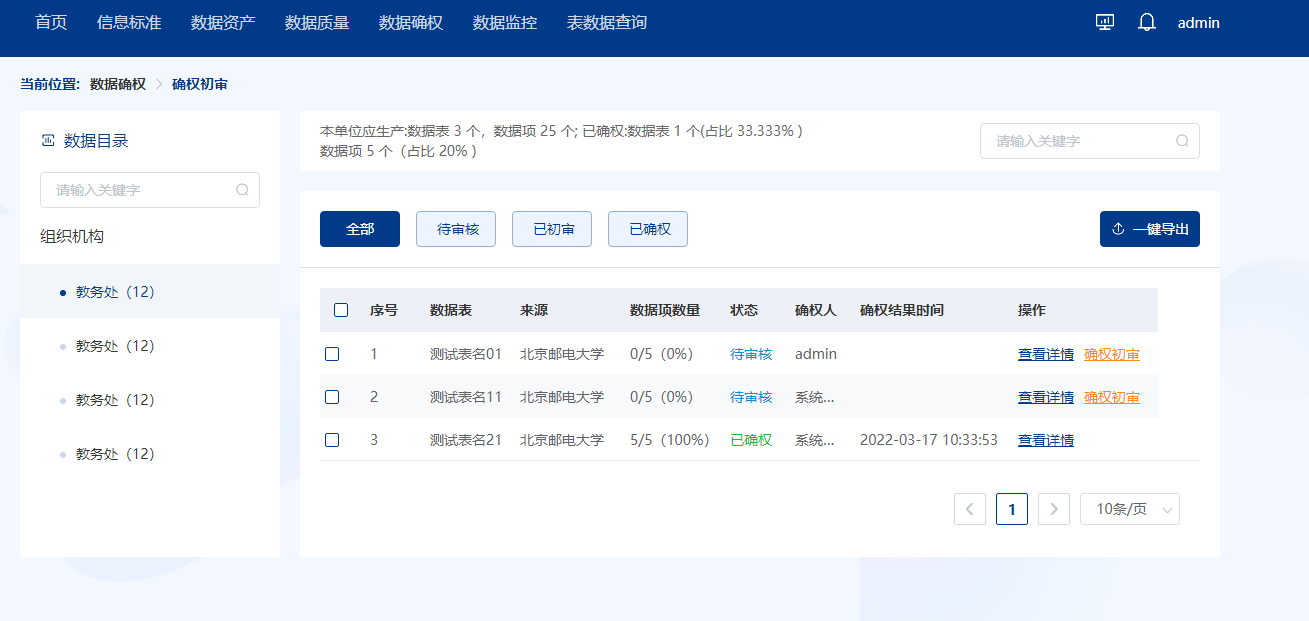 首页 信息标准 数据资产 数据质量 数据确权 数据监控 表数据查询 admin
当前位置: 数据确权 > 确权初审
数据目录
请输入关键字
组织机构
教务处（12）
教务处（12）
教务处（12）
教务处（12）
本单位应生产:数据表 3 个，数据项 25 个; 已确权:数据表 1 个(占比 33.333% )
数据项 5 个（占比 20% ）
请输入关键字
全部 待审核 已初审 已确权 一键导出
序号 数据表 来源 数据项数量 状态 确权人 确权结果时间 操作
1 测试表名01 北京邮电大学 0/5（0%） 待审核 admin 查看详情 确权初审
2 测试表名11 北京邮电大学 0/5（0%） 待审核 系统... 查看详情 确权初审
3 测试表名21 北京邮电大学 5/5（100%） 已确权 系统... 2022-03-17 10:33:53 查看详情
1 10条/页